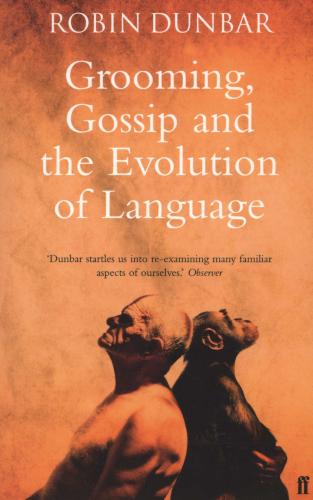 ROBIN DUNBAR
Grooming,
Gossip and
the Evolution
of Language
‘Dunbar startles us into re-examining many familiar
aspects of ourselves.’ Observer
ff